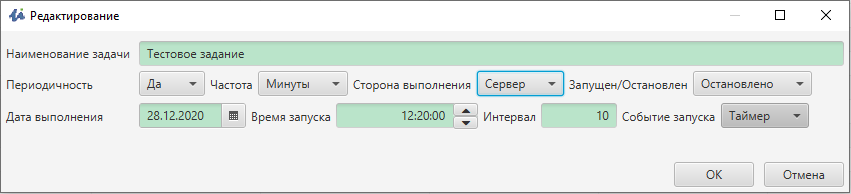 Редактирование
Наименование задачи Тестовое задание
Периодичность Да Частота Минуты Сторона выполнения Сервер Запущен/Остановлен Остановлено
Дата выполнения 28.12.2020 Время запуска 12:20:00 Интервал 10 Событие запуска Таймер
ОК Отмена